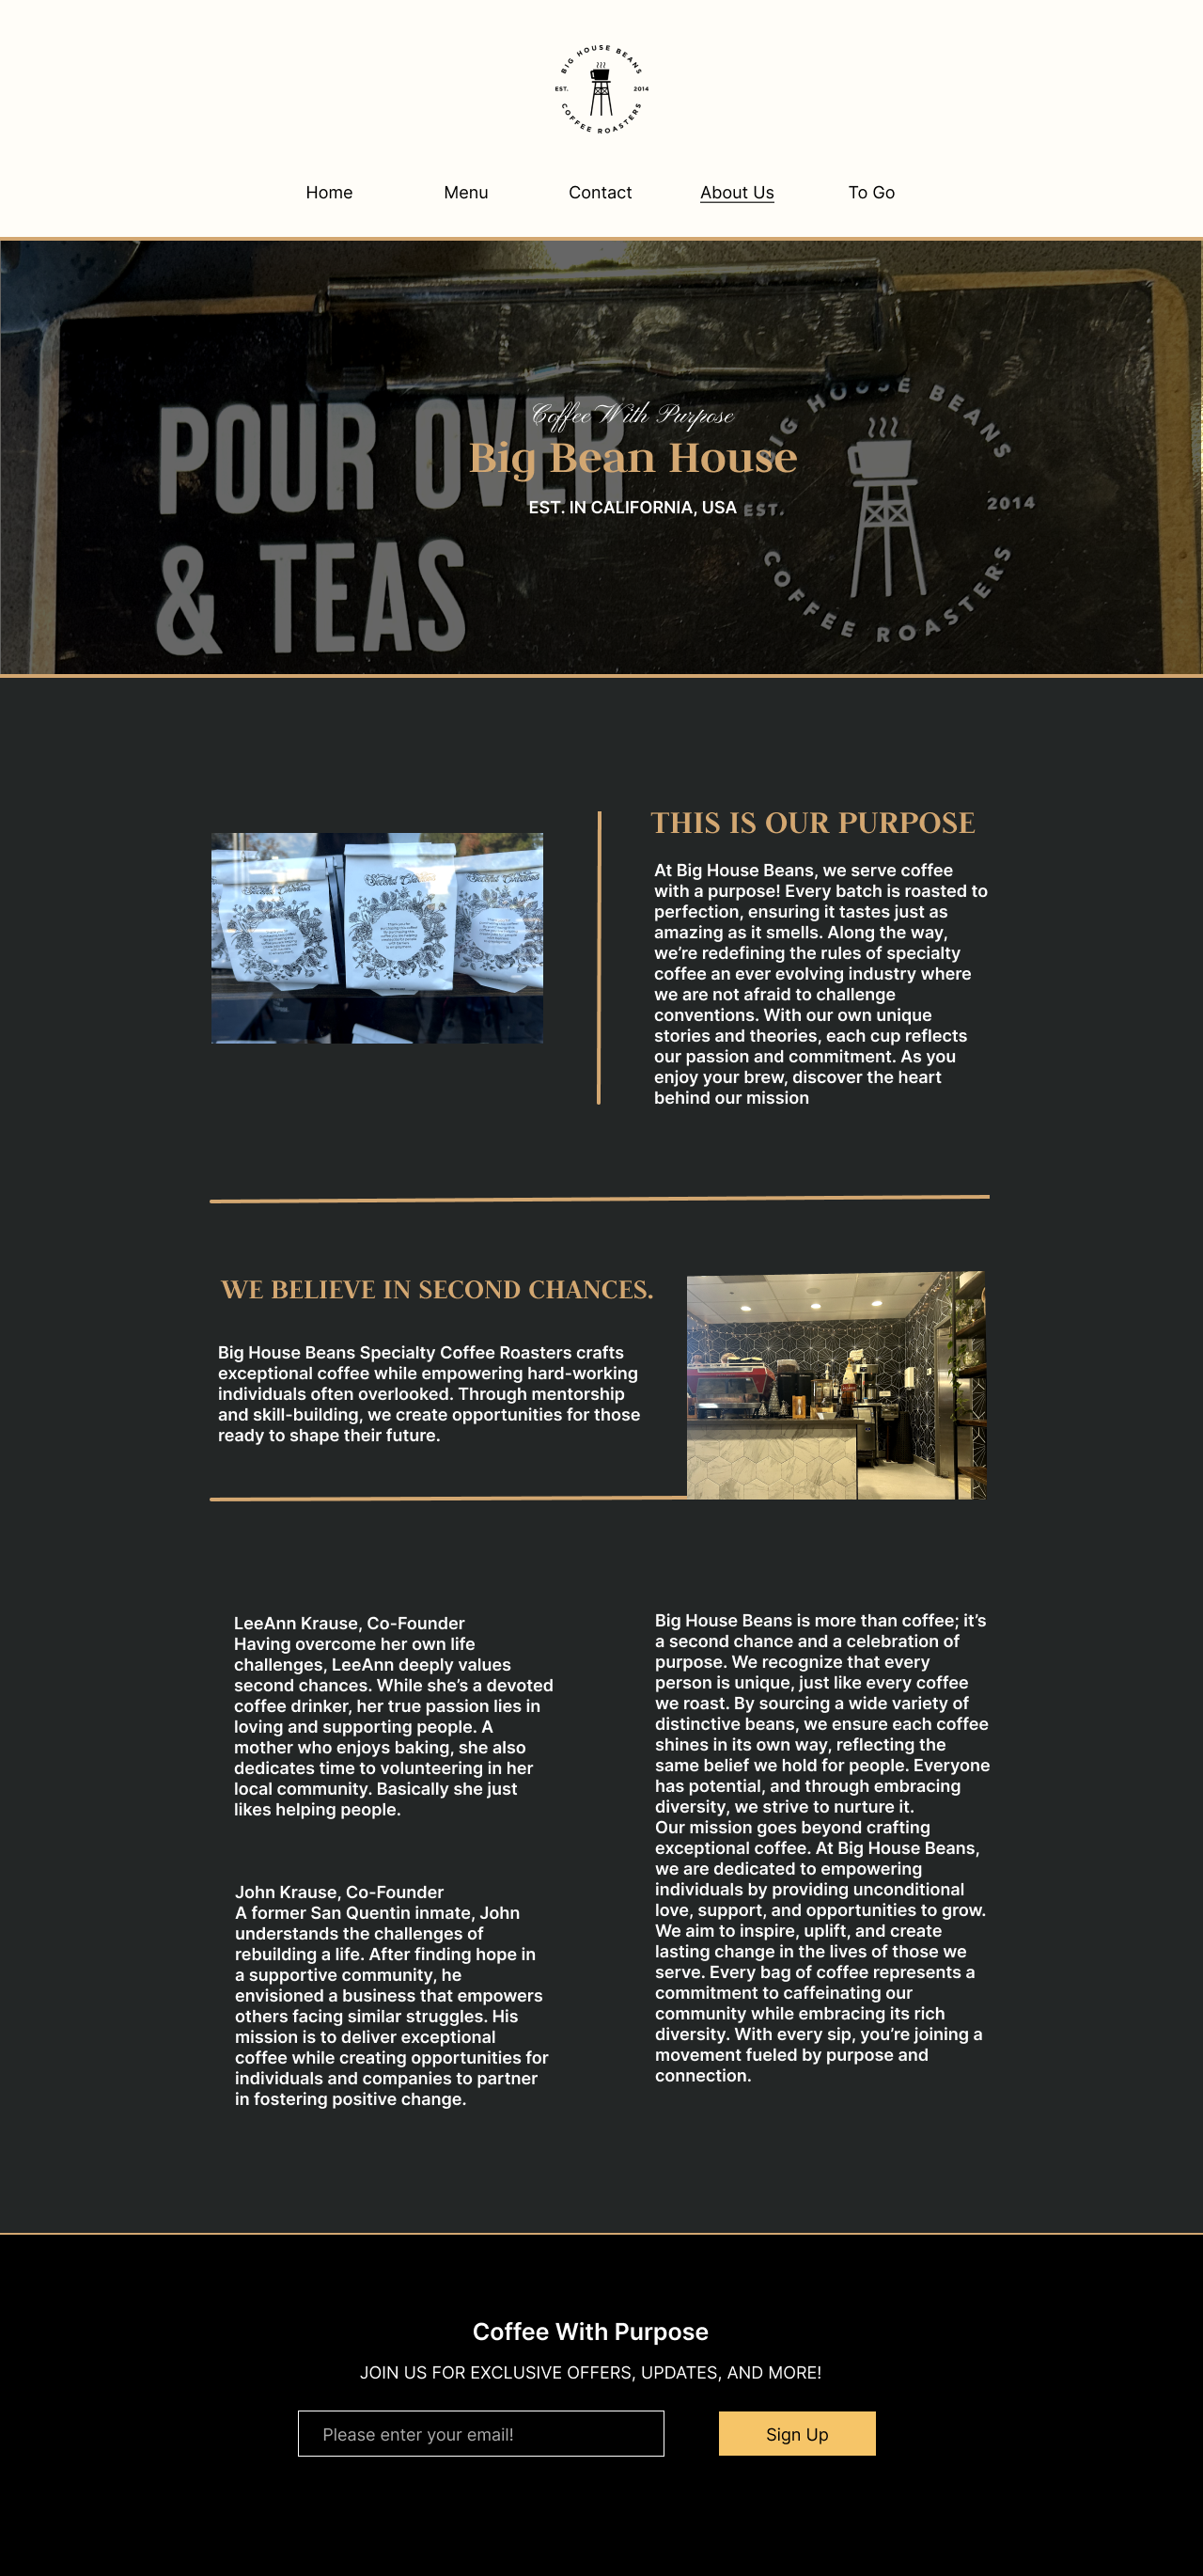 BIG HOUSE BEANS
EST. 2014
COFFEE ROASTERS
Home Menu Contact About Us To Go
POUR OVER
& TEAS
BIG HOUSE BEANS
EST. 2014
COFFEE ROASTERS
Coffee With Purpose
Big Bean House
EST. IN CALIFORNIA, USA
Second Chances
THIS IS OUR PURPOSE
At Big House Beans, we serve coffee
with a purpose! Every batch is roasted to
perfection, ensuring it tastes just as
amazing as it smells. Along the way,
we’re redefining the rules of specialty
coffee an ever evolving industry where
we are not afraid to challenge
conventions. With our own unique
stories and theories, each cup reflects
our passion and commitment. As you
enjoy your brew, discover the heart
behind our mission
WE BELIEVE IN SECOND CHANCES.
Big House Beans Specialty Coffee Roasters crafts
exceptional coffee while empowering hard-working
individuals often overlooked. Through mentorship
and skill-building, we create opportunities for those
ready to shape their future.
LeeAnn Krause, Co-Founder
Having overcome her own life
challenges, LeeAnn deeply values
second chances. While she’s a devoted
coffee drinker, her true passion lies in
loving and supporting people. A
mother who enjoys baking, she also
dedicates time to volunteering in her
local community. Basically she just
likes helping people.
John Krause, Co-Founder
A former San Quentin inmate, John
understands the challenges of
rebuilding a life. After finding hope in
a supportive community, he
envisioned a business that empowers
others facing similar struggles. His
mission is to deliver exceptional
coffee while creating opportunities for
individuals and companies to partner
in fostering positive change.
Big House Beans is more than coffee; it’s
a second chance and a celebration of
purpose. We recognize that every
person is unique, just like every coffee
we roast. By sourcing a wide variety of
distinctive beans, we ensure each coffee
shines in its own way, reflecting the
same belief we hold for people. Everyone
has potential, and through embracing
diversity, we strive to nurture it.
Our mission goes beyond crafting
exceptional coffee. At Big House Beans,
we are dedicated to empowering
individuals by providing unconditional
love, support, and opportunities to grow.
We aim to inspire, uplift, and create
lasting change in the lives of those we
serve. Every bag of coffee represents a
commitment to caffeinating our
community while embracing its rich
diversity. With every sip, you’re joining a
movement fueled by purpose and
connection.
Coffee With Purpose
JOIN US FOR EXCLUSIVE OFFERS, UPDATES, AND MORE!
Please enter your email!
Sign Up